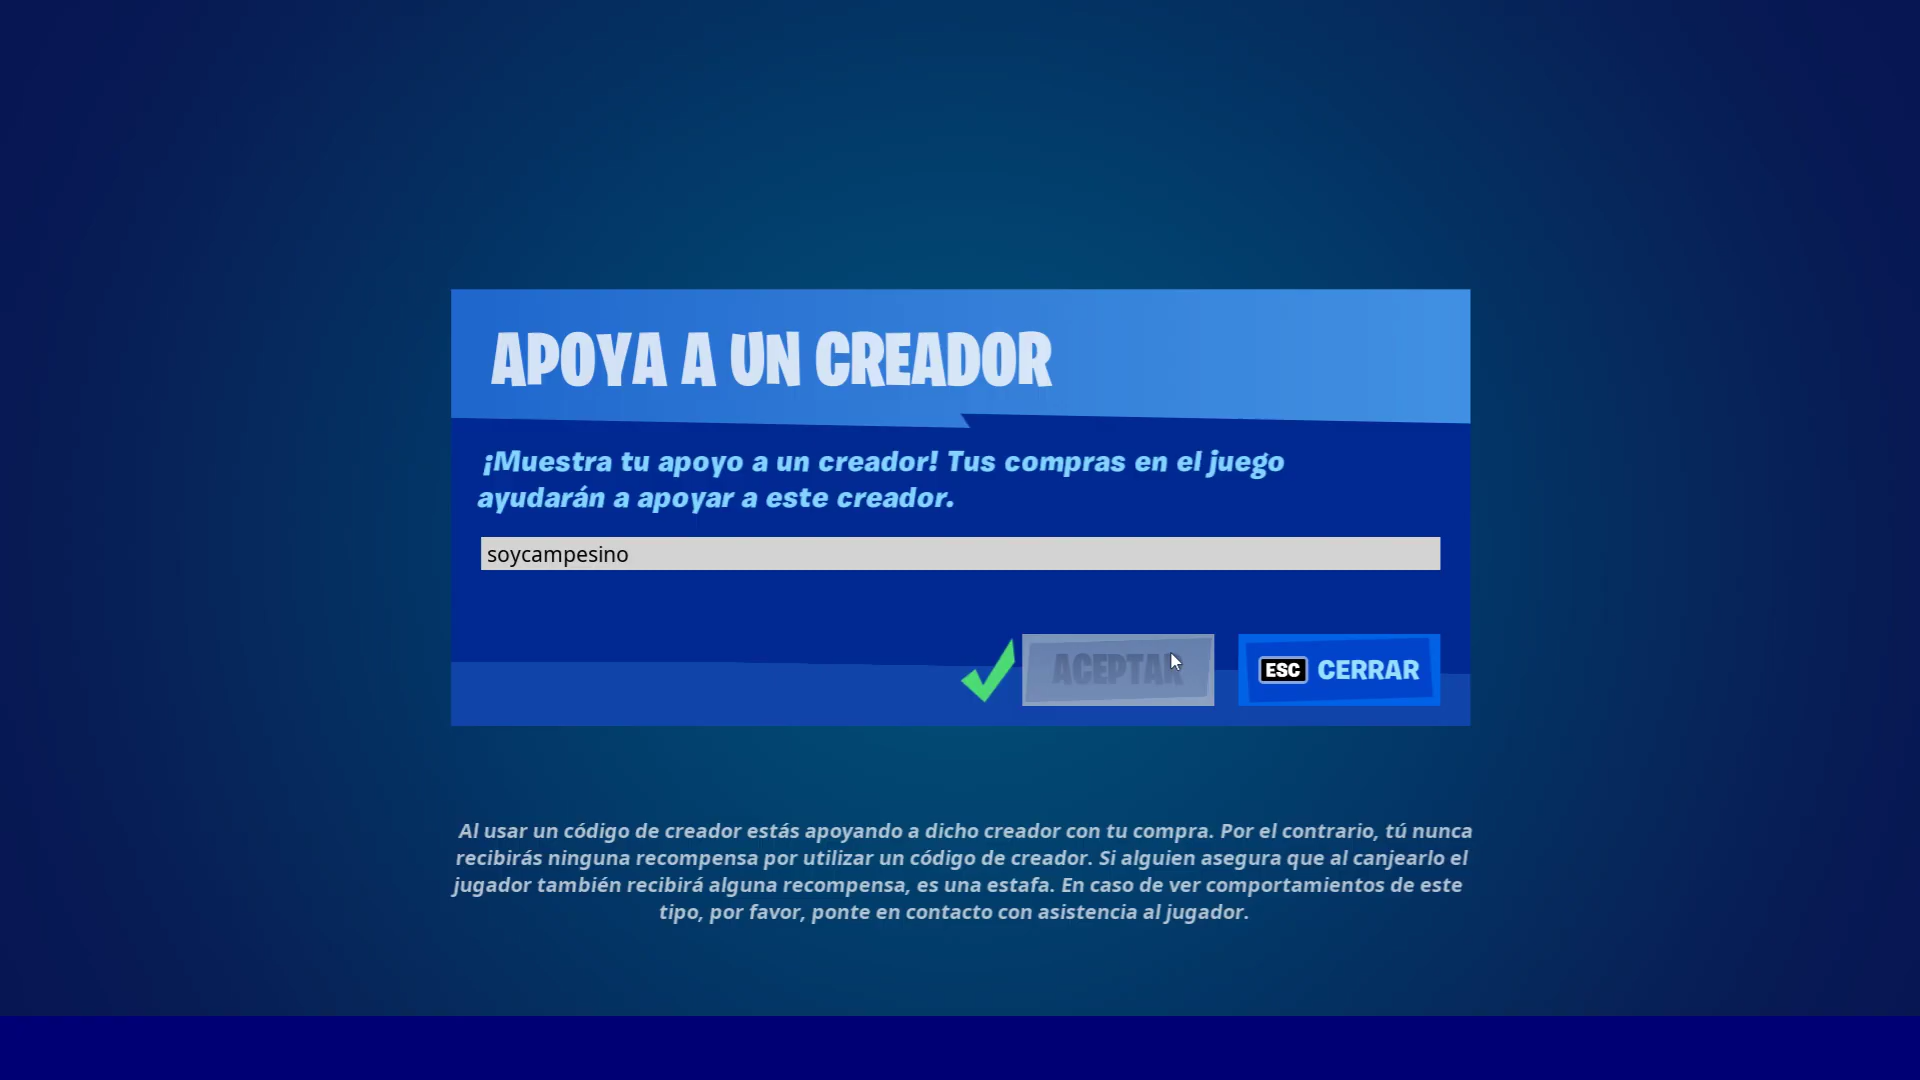 APOYA A UN CREADOR
¡Muestra tu apoyo a un creador! Tus compras en el juego
ayudarán a apoyar a este creador.
soycampesino
ACEPTAR
ESC CERRAR
Al usar un código de creador estás apoyando a dicho creador con tu compra. Por el contrario, tú nunca
recibirás ninguna recompensa por utilizar un código de creador. Si alguien asegura que al canjearlo el
jugador también recibirá alguna recompensa, es una estafa. En caso de ver comportamientos de este
tipo, por favor, ponte en contacto con asistencia al jugador.